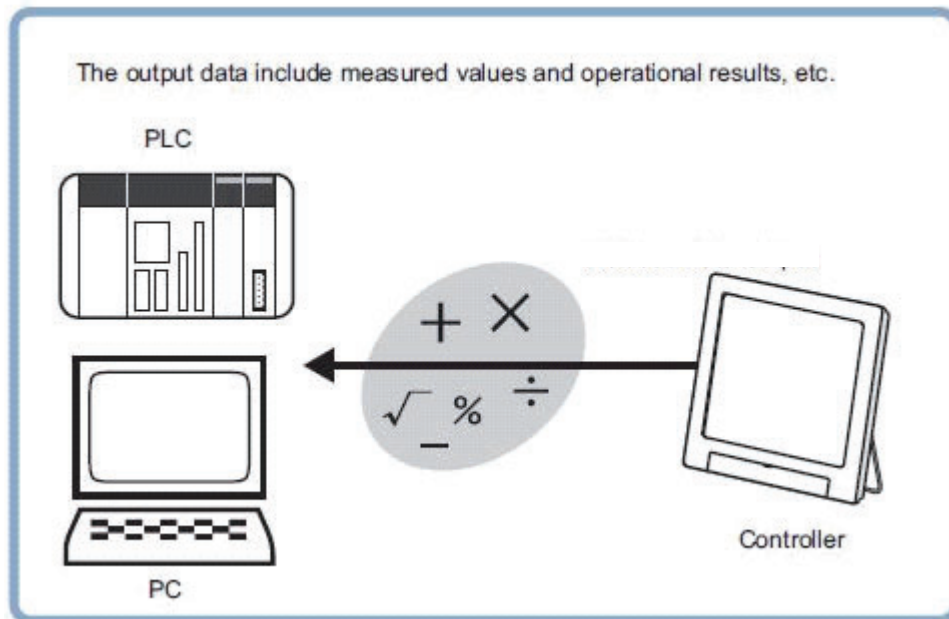 The output data include measured values and operational results, etc.
PLC
+ ×
√ % ÷
−
Controller
PC